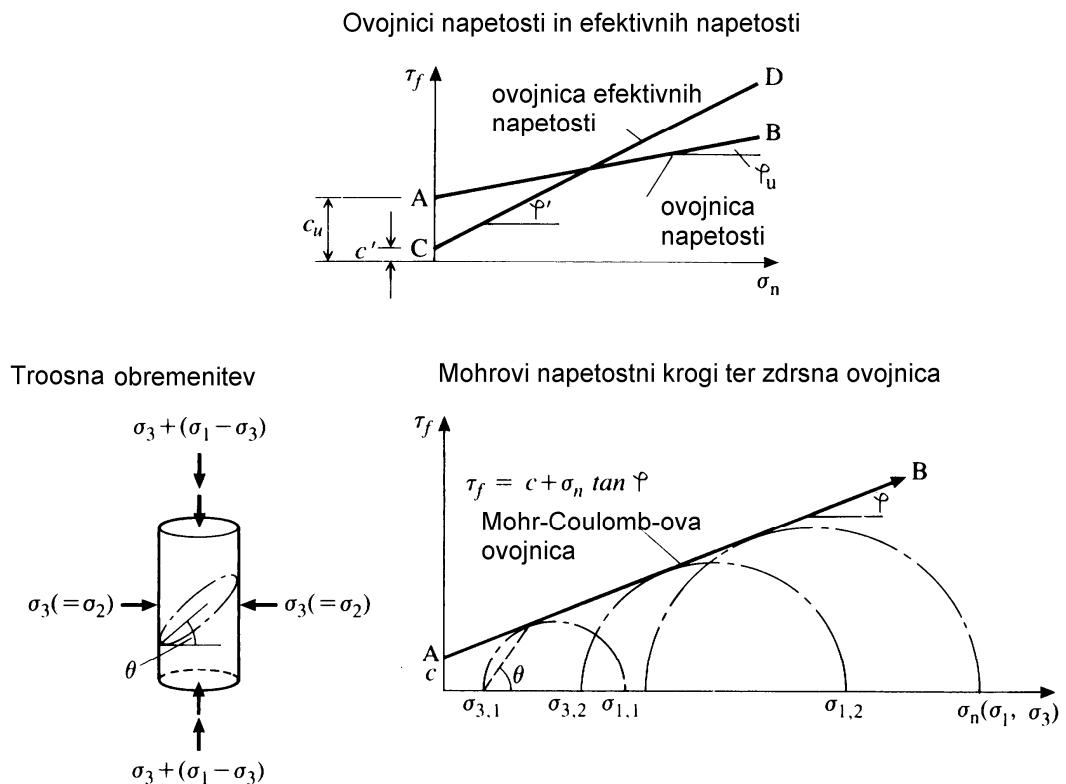 Ovojnici napetosti in efektivnih napetosti
τf
D
ovojnica efektivnih
napetosti
B
φu
A
φ'
ovojnica
napetosti
cu
c'
C
σn
Troosna obremenitev
Mohrovi napetostni krogi ter zdrsna ovojnica
σ3 + (σ1 − σ3)
τf
B
τf = c + σn tan φ
φ
Mohr-Coulomb-ova
ovojnica
σ3(=σ2)
σ3(=σ2)
θ
A
c
θ
σ3,1
σ3,2
σ1,1
σ1,2
σn(σ1, σ3)
σ3 + (σ1 − σ3)